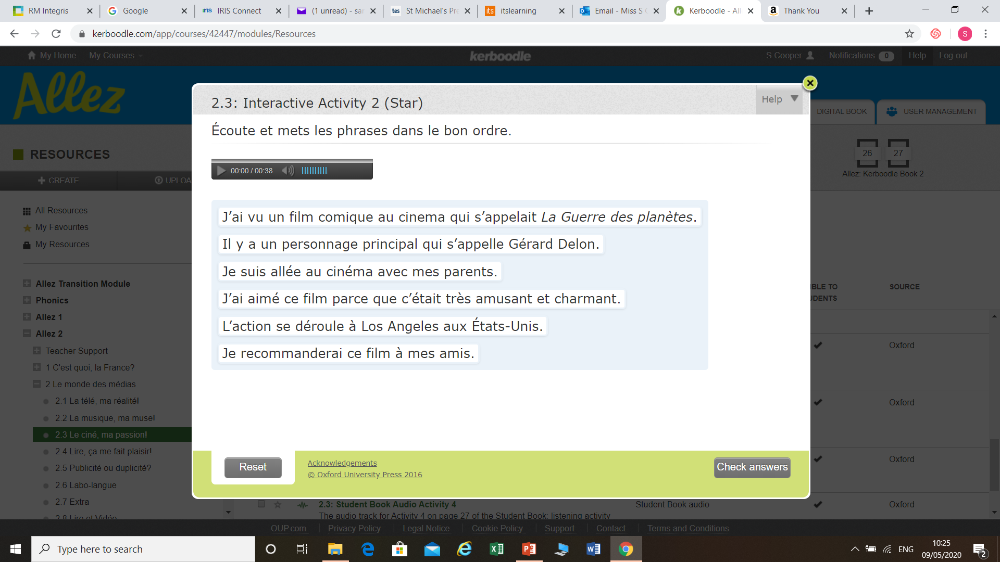 RM Integris
Google
IRIS Connect
(1 unread) - sar
tes St Michael's Pre
its itslearning
Email - Miss S C
Kerboodle - All
Thank You
kerboodle.com/app/courses/42447/modules/Resources
S
My Home My Courses
kerboodle
S Cooper Notifications 0 Help Log out
Allez
DIGITAL BOOK USER MANAGEMENT
2.3: Interactive Activity 2 (Star)
Help
Écoute et mets les phrases dans le bon ordre.
00:00 / 00:38
J’ai vu un film comique au cinema qui s’appelait La Guerre des planètes.
Il y a un personnage principal qui s’appelle Gérard Delon.
Je suis allée au cinéma avec mes parents.
J’ai aimé ce film parce que c’était très amusant et charmant.
L’action se déroule à Los Angeles aux États-Unis.
Je recommanderai ce film à mes amis.
Reset
Acknowledgements
© Oxford University Press 2016
Check answers
RESOURCES
CREATE UPLOA
All Resources
My Favourites
My Resources
Allez Transition Module
Phonics
Allez 1
Allez 2
Teacher Support
1 C'est quoi, la France?
2 Le monde des médias
2.1 La télé, ma réalité!
2.2 La musique, ma muse!
2.3 Le ciné, ma passion!
2.4 Lire, ça me fait plaisir!
2.5 Publicité ou duplicité?
2.6 Labo-langue
2.7 Extra
2.8 Lire et Vidéo
26 27
Allez: Kerboodle Book 2
IBLE TO
UDENTS
SOURCE
Oxford
Oxford
Oxford
2.3: Student Book Audio Activity 4
Student Book audio
Oxford
The audio track for Activity 4 on page 27 of the Student Book: listening activity
OUP.com Privacy Policy Legal Notice Cookie Policy Support Contact Terms and Conditions
Type here to search
ENG
10:25
09/05/2020
2